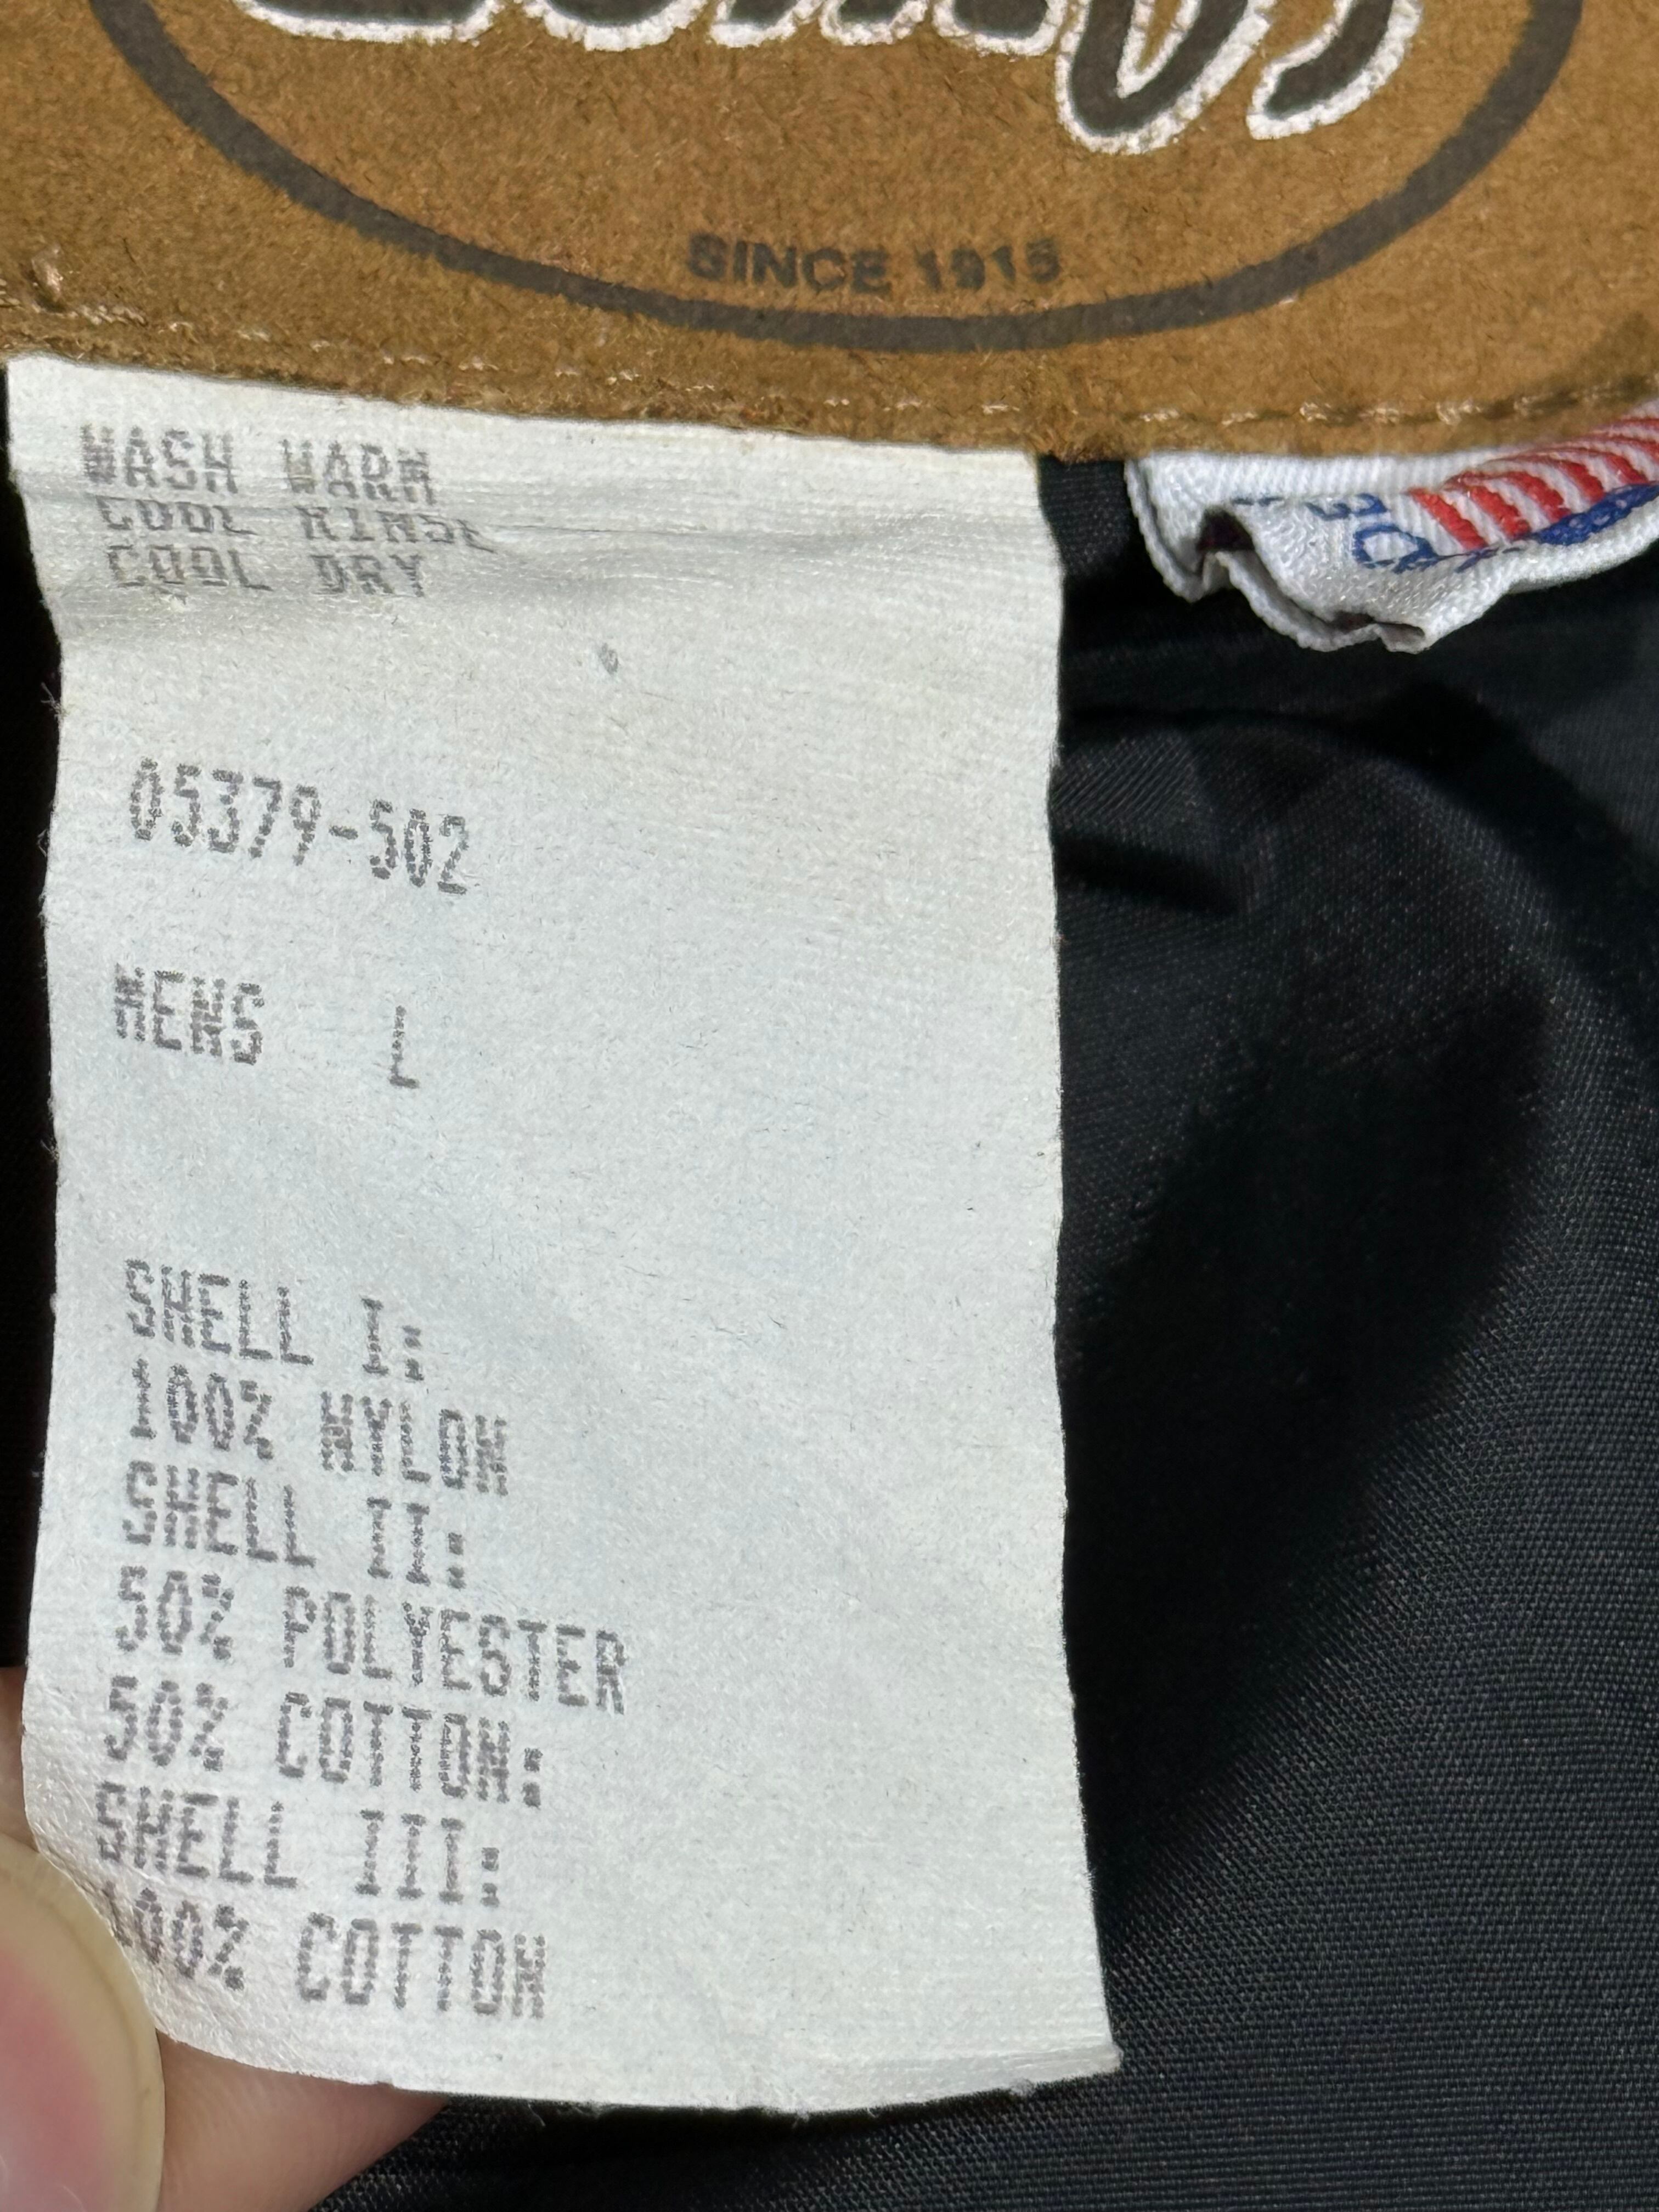 SINCE 1915
WASH WARM
COOL RINSE
COOL DRY
05379-502
MENS L
SHELL I:
100% NYLON
SHELL II:
50% POLYESTER
50% COTTON:
SHELL III:
100% COTTON